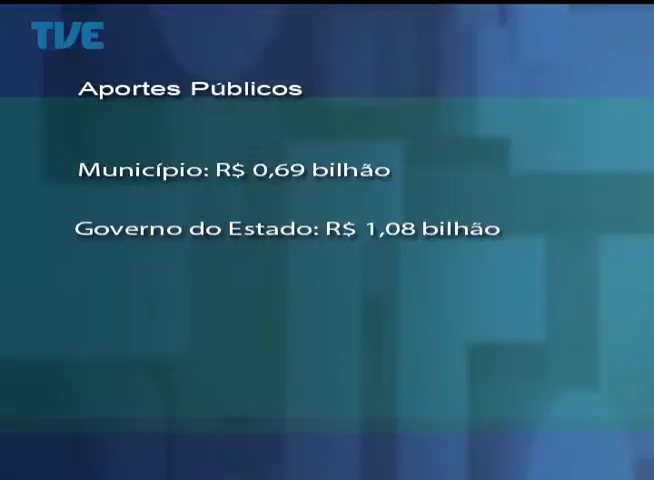 TVE
Aportes Públicos
Município: R$ 0,69 bilhão
Governo do Estado: R$ 1,08 bilhão